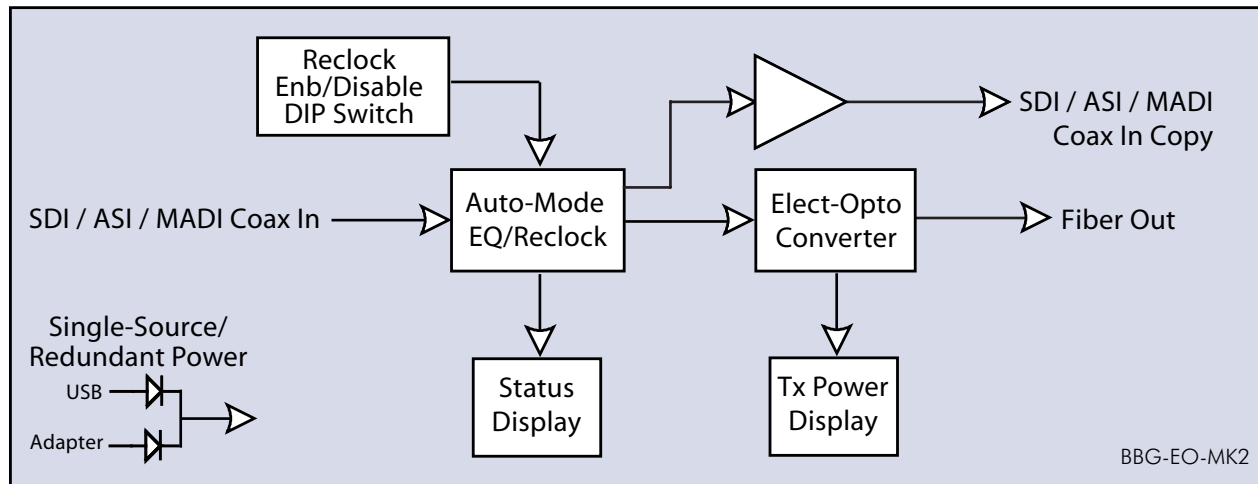 Reclock
Enb/Disable
DIP Switch
SDI / ASI / MADI
Coax In Copy
SDI / ASI / MADI Coax In
Auto-Mode
EQ/Reclock
Elect-Opto
Converter
Fiber Out
Single-Source/
Redundant Power
USB
Adapter
Status
Display
Tx Power
Display
BBG-EO-MK2